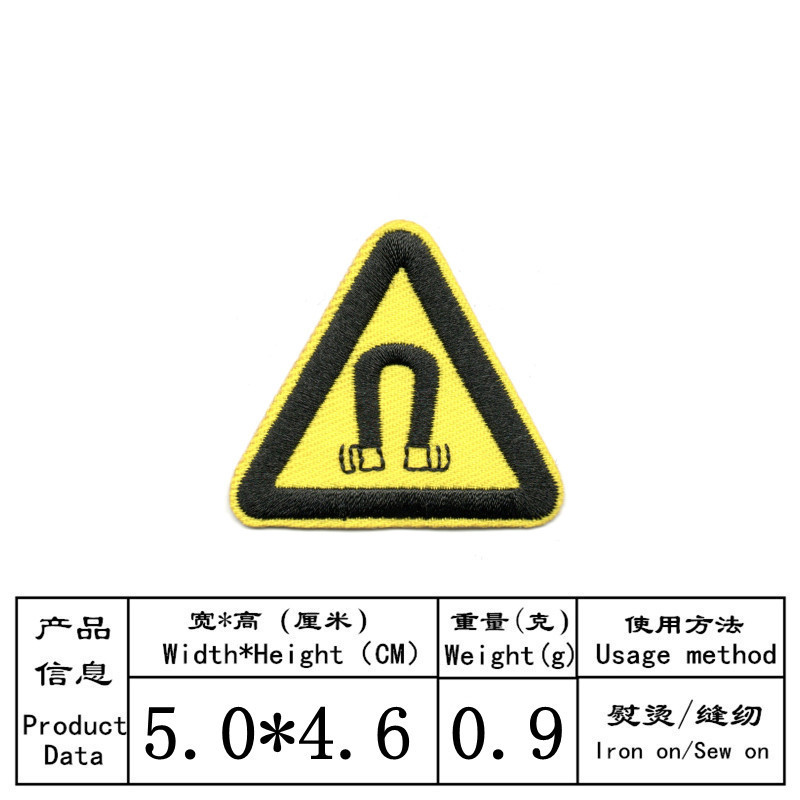 产品
信息
Product
Data
宽*高 (厘米)
Width*Height (CM)
5.0*4.6
重量(克)
Weight(g)
0.9
使用方法
Usage method
熨烫/缝纫
Iron on/Sew on